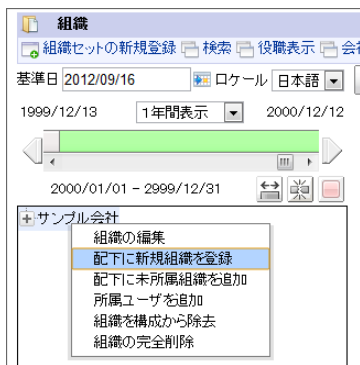 組織
組織セットの新規登録 検索 役職表示
基準日 2012/09/16 ロケール 日本語
1999/12/13 1年間表示 2000/12/12
2000/01/01 - 2999/12/31
サンプル会社
組織の編集
配下に新規組織を登録
配下に未所属組織を追加
所属ユーザを追加
組織を構成から除去
組織の完全削除